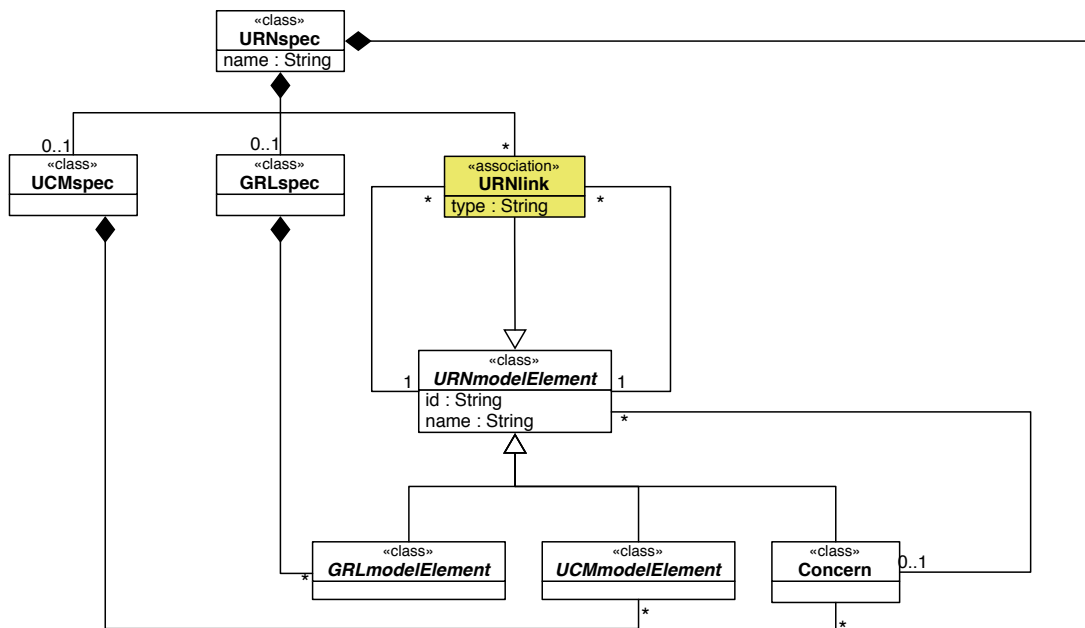 «class»
URNspec
name : String
0..1
0..1
*
«class»
UCMspec
«class»
GRLspec
«association»
URNlink
type : String
*
*
«class»
URNmodelElement
id : String
name : String
1
1
*
«class»
GRLmodelElement
*
«class»
UCMmodelElement
*
«class»
Concern
0..1
*